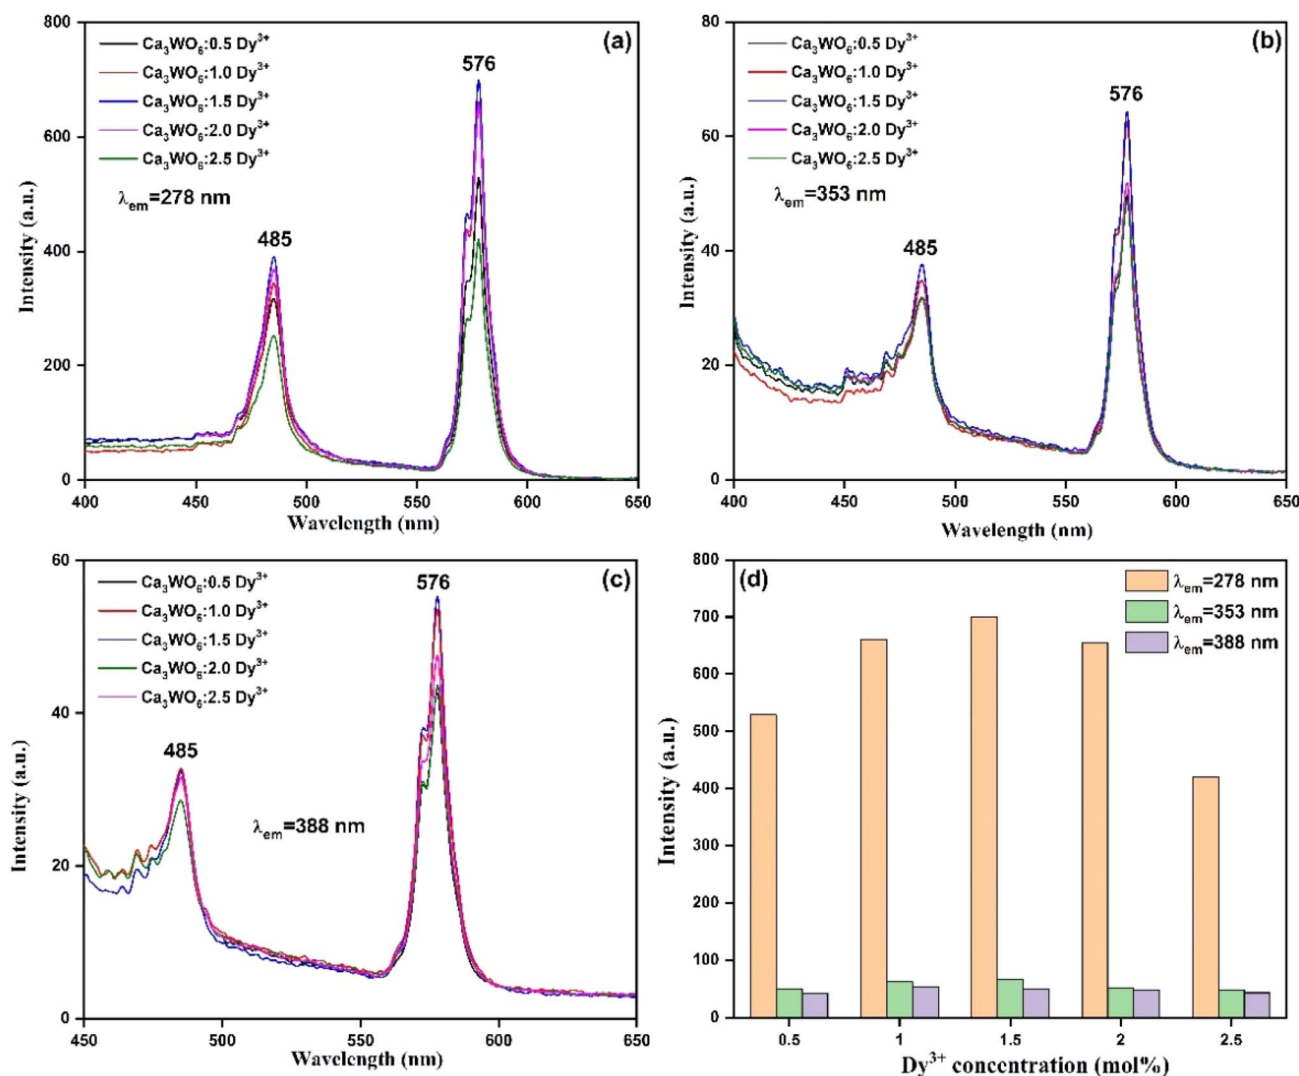 (a)
Ca₃WO₆:0.5 Dy³⁺
Ca₃WO₆:1.0 Dy³⁺
Ca₃WO₆:1.5 Dy³⁺
Ca₃WO₆:2.0 Dy³⁺
Ca₃WO₆:2.5 Dy³⁺
λem=278 nm
485
576
800
600
400
200
0
Intensity (a.u.)
400
450
500
550
600
650
Wavelength (nm)
(b)
Ca₃WO₆:0.5 Dy³⁺
Ca₃WO₆:1.0 Dy³⁺
Ca₃WO₆:1.5 Dy³⁺
Ca₃WO₆:2.0 Dy³⁺
Ca₃WO₆:2.5 Dy³⁺
λem=353 nm
485
576
80
60
40
20
0
Intensity (a.u.)
400
450
500
550
600
650
Wavelength (nm)
(c)
Ca₃WO₆:0.5 Dy³⁺
Ca₃WO₆:1.0 Dy³⁺
Ca₃WO₆:1.5 Dy³⁺
Ca₃WO₆:2.0 Dy³⁺
Ca₃WO₆:2.5 Dy³⁺
λem=388 nm
485
576
60
40
20
0
Intensity (a.u.)
450
500
550
600
650
Wavelength (nm)
(d)
λem=278 nm
λem=353 nm
λem=388 nm
800
700
600
500
400
300
200
100
0
Intensity (a.u.)
0.5
1
1.5
2
2.5
Dy³⁺ concentration (mol%)